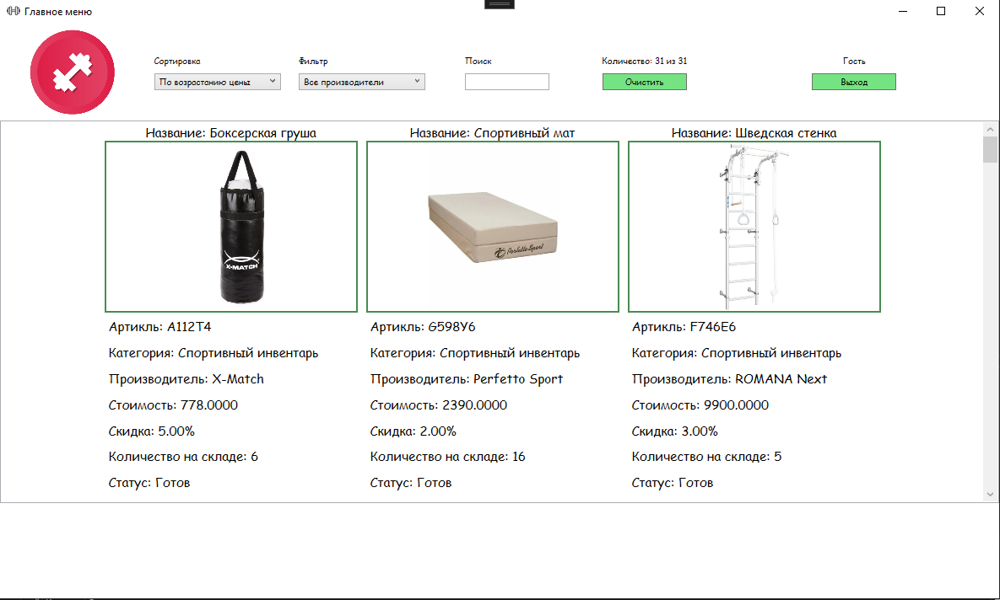 Главное меню
Сортировка
Фильтр
Поиск
Количество: 31 из 31
Гость
По возрастанию цены
Все производители
Очистить
Выход
Название: Боксерская груша
Название: Спортивный мат
Название: Шведская стенка
X-MATCH
Perfetto Sport
Артикль: A112T4
Артикль: G598Y6
Артикль: F746E6
Категория: Спортивный инвентарь
Категория: Спортивный инвентарь
Категория: Спортивный инвентарь
Производитель: X-Match
Производитель: Perfetto Sport
Производитель: ROMANA Next
Стоимость: 778.0000
Стоимость: 2390.0000
Стоимость: 9900.0000
Скидка: 5.00%
Скидка: 2.00%
Скидка: 3.00%
Количество на складе: 6
Количество на складе: 16
Количество на складе: 5
Статус: Готов
Статус: Готов
Статус: Готов